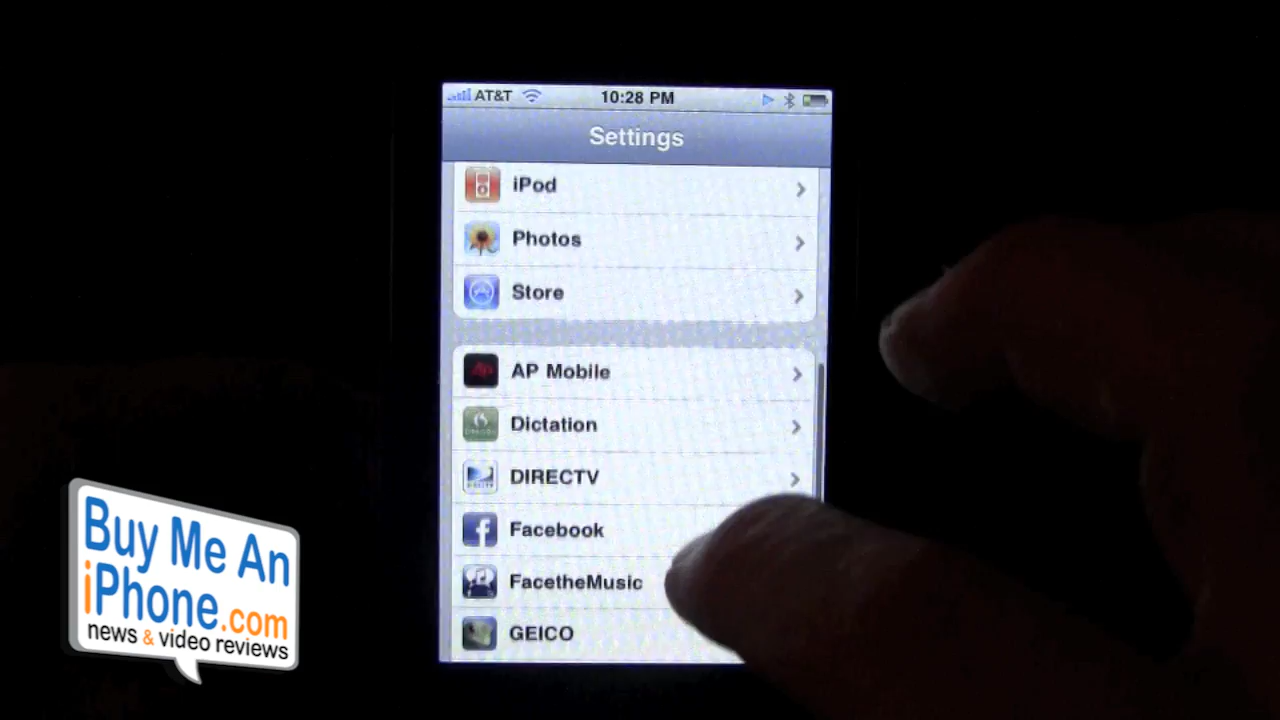 AT&T
10:28 PM
Settings
iPod
Photos
Store
AP Mobile
Dictation
DIRECTV
Facebook
FacetheMusic
GEICO
Buy Me An
iPhone.com
news & video reviews